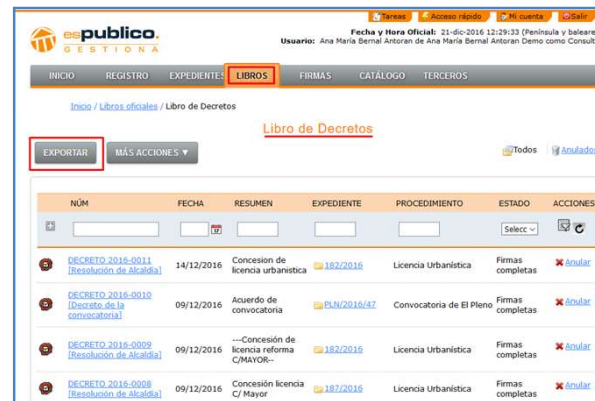 Tareas Acceso rápido Mi cuenta Salir
espublico.
GESTIONA
Fecha y Hora Oficial: 21-dic-2016 12:29:33 (Península y baleare
Usuario: Ana María Bernal Antoran de Ana María Bernal Antoran Demo como Consult
INICIO REGISTRO EXPEDIENTES LIBROS FIRMAS CATÁLOGO TERCEROS
Inicio / Libros oficiales / Libro de Decretos
Libro de Decretos
EXPORTAR MÁS ACCIONES ▼ Todos Anulado
NÚM FECHA RESUMEN EXPEDIENTE PROCEDIMIENTO ESTADO ACCIONES
Selecc
DECRETO 2016-0011 [Resolución de Alcaldía] 14/12/2016 Concesion de licencia urbanistica 182/2016 Licencia Urbanística Firmas completas Anular
DECRETO 2016-0010 [Decreto de la convocatoria] 09/12/2016 Acuerdo de convocatoria PLN/2016/47 Convocatoria de El Pleno Firmas completas Anular
DECRETO 2016-0009 [Resolución de Alcaldía] 09/12/2016 ---Concesión de licencia reforma C/MAYOR-- 182/2016 Licencia Urbanística Firmas completas Anular
DECRETO 2016-0008 [Resolución de Alcaldía] 09/12/2016 Concesión licencia C/ Mayor 187/2016 Licencia Urbanística Firmas completas Anular